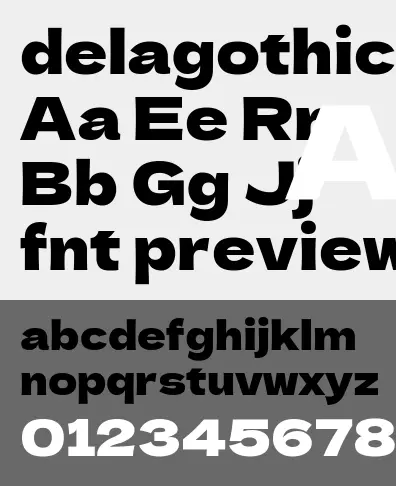 delagothic
Aa Ee Rr
A
Bb Gg Jj
fnt preview
abcdefghijklm
nopqrstuvwxyz
012345678